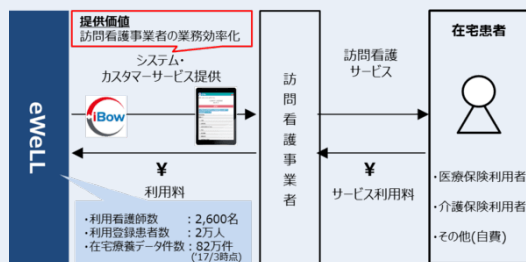 提供価値
訪問看護事業者の業務効率化
システム・
カスタマーサービス提供
iBow
eWeLL
¥
利用料
・利用看護師数 : 2,600名
・利用登録患者数 : 2万人
・在宅療養データ件数 : 82万件
('17/3時点)
訪問看護事業者
訪問看護
サービス
¥
サービス利用料
在宅患者
・医療保険利用者
・介護保険利用者
・その他(自費)